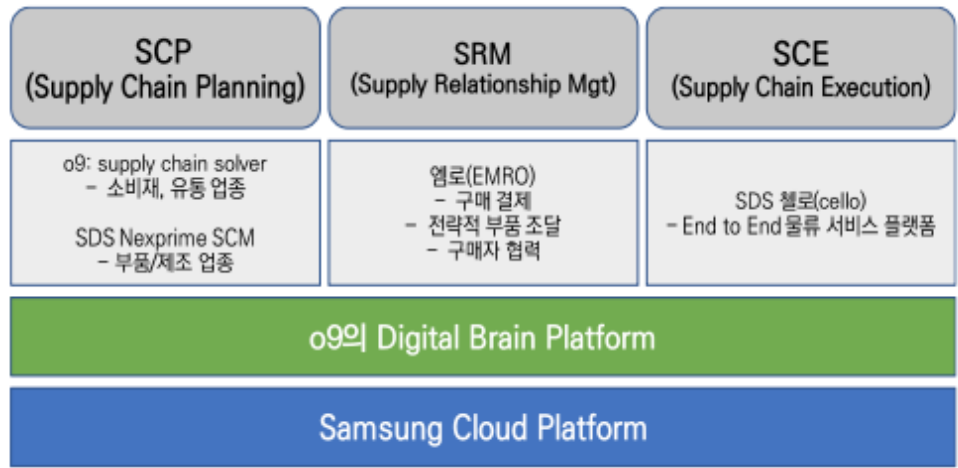 SCP
(Supply Chain Planning)
SRM
(Supply Relationship Mgt)
SCE
(Supply Chain Execution)
o9: supply chain solver
- 소비재, 유통 업종
SDS Nexprime SCM
- 부품/제조 업종
엠로(EMRO)
- 구매 결제
- 전략적 부품 조달
- 구매자 협력
SDS 첼로(cello)
- End to End 물류 서비스 플랫폼
o9의 Digital Brain Platform
Samsung Cloud Platform